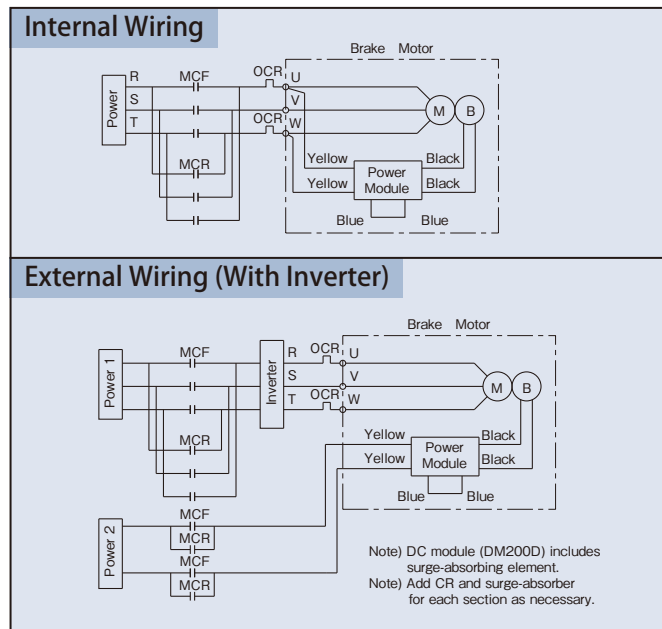 Internal Wiring
Brake Motor
Power
R
S
T
MCF
MCR
OCR
OCR
U
V
W
M
B
Yellow
Yellow
Power
Module
Black
Black
Blue
Blue
External Wiring (With Inverter)
Brake Motor
Power 1
MCF
MCR
Inverter
R
S
T
OCR
OCR
U
V
W
M
B
Yellow
Yellow
Power
Module
Black
Black
Blue
Blue
Power 2
MCF
MCR
MCF
MCR
Note) DC module (DM200D) includes
surge-absorbing element.
Note) Add CR and surge-absorber
for each section as necessary.